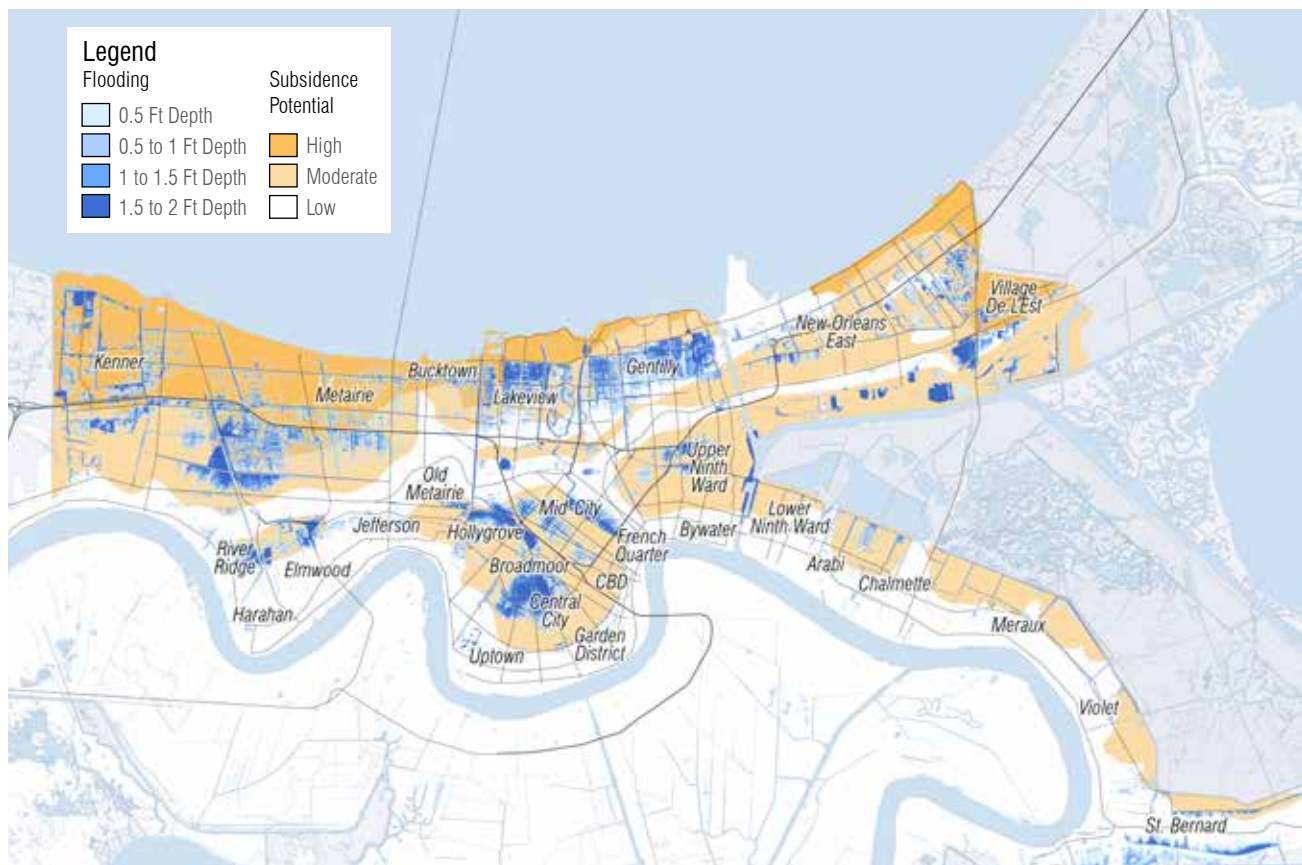 Legend
Flooding
0.5 Ft Depth
0.5 to 1 Ft Depth
1 to 1.5 Ft Depth
1.5 to 2 Ft Depth
Subsidence
Potential
High
Moderate
Low
Village
De L'Est
New Orleans
East
Kenner
Bucktown
Gentilly
Metairie
Lakeview
Upper
Ninth
Ward
Old
Metairie
Mid-City
Lower
Ninth Ward
Jefferson
Hollygrove
French
Quarter
Bywater
River
Ridge
Elmwood
Broadmoor
CBD
Arabi
Chalmette
Harahan
Central
City
Garden
District
Meraux
Uptown
Violet
St. Bernard